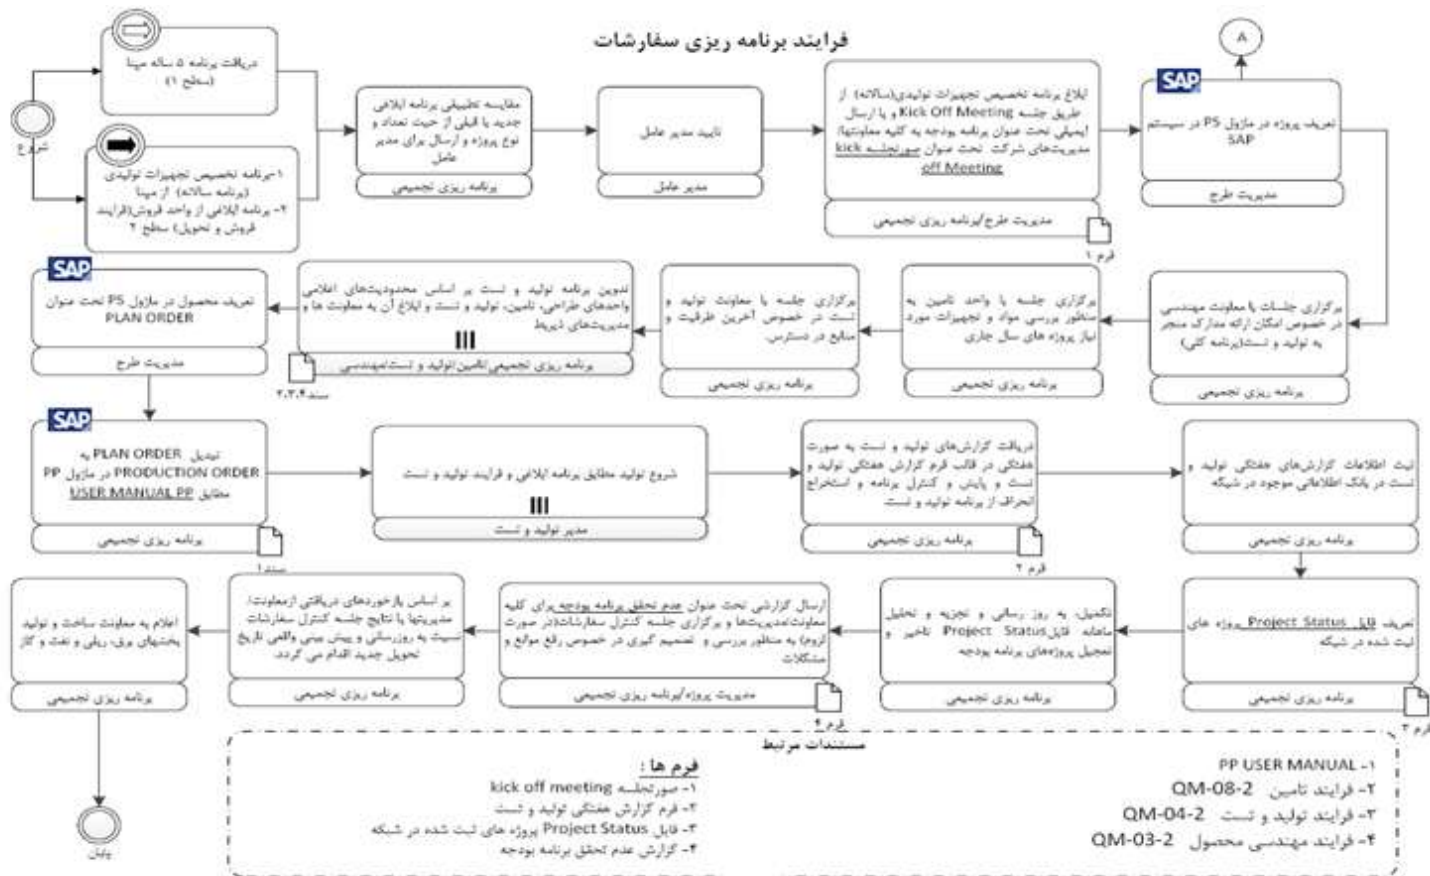 فرایند برنامه ریزی سفارشات
شروع
دریافت برنامه ۵ ساله مپنا
(سطح ۱)
۱-برنامه تخصیص تجهیزات تولیدی
(برنامه سالانه) از مپنا
۲- برنامه ابلاغی از واحد فروش(فرایند
فروش و تحویل) سطح ۲
مقایسه تطبیقی برنامه ابلاغی
جدید با قبلی از حیث تعداد و
نوع پروژه و ارسال برای مدیر
عامل
برنامه ریزی تجمیعی
تایید مدیر عامل
مدیر عامل
ابلاغ برنامه تخصیص تجهیزات تولیدی(سالانه) از
طریق جلسه Kick Off Meeting و یا ارسال
ایمیلی تحت عنوان برنامه بودجه به کلیه معاونتها/
مدیریت‌های شرکت تحت عنوان صورتجلسه kick
off Meeting
مدیریت طرح/برنامه ریزی تجمیعی
فرم ۱
A
SAP
تعریف پروژه در ماژول PS در سیستم
SAP
مدیریت طرح
برگزاری جلسات با معاونت مهندسی
در خصوص امکان ارائه مدارک منجر
به تولید و تست(برنامه کلی)
برنامه ریزی تجمیعی
برگزاری جلسه با واحد تامین به
منظور بررسی مواد و تجهیزات مورد
نیاز پروژه های سال جاری
برنامه ریزی تجمیعی
برگزاری جلسه با معاونت تولید و
تست در خصوص آخرین ظرفیت و
منابع در دسترس.
برنامه ریزی تجمیعی
تدوین برنامه تولید و تست بر اساس محدودیت‌های اعلامی
واحدهای طراحی، تامین، تولید و تست و ابلاغ آن به معاونت ها و
مدیریت‌های ذیربط
برنامه ریزی تجمیعی/تامین/تولید و تست/مهندسی
سند۲،۳،۴
SAP
تعریف محصول در ماژول PS تحت عنوان
PLAN ORDER
مدیریت طرح
SAP
تبدیل PLAN ORDER به
PRODUCTION ORDER در ماژول PP
مطابق USER MANUAL PP
برنامه ریزی تجمیعی
سند۱
شروع تولید مطابق برنامه ابلاغی و فرآیند تولید و تست
مدیر تولید و تست
دریافت گزارش‌های تولید و تست به صورت
هفتگی در قالب فرم گزارش هفتگی تولید و
تست و پایش و کنترل برنامه و استخراج
انحراف از برنامه تولید و تست.
برنامه ریزی تجمیعی
فرم ۲
ثبت اطلاعات گزارش‌های هفتگی تولید و
تست در بانک اطلاعاتی موجود در شبکه
برنامه ریزی تجمیعی
تعریف فایل Project Status پروژه های
ثبت شده در شبکه
برنامه ریزی تجمیعی
فرم ۳
تکمیل، به روز رسانی و تجزیه و تحلیل
ماهانه فایلProject Status، تاخیر و
تعجیل پروژه‌های برنامه بودجه
برنامه ریزی تجمیعی
ارسال گزارشی تحت عنوان عدم تحقق برنامه بودجه برای کلیه
معاونت/مدیریت‌ها و برگزاری جلسه کنترل سفارشات(در صورت
لزوم) به منظور بررسی و تصمیم گیری در خصوص رفع موانع و
مشکلات
مدیریت پروژه/برنامه ریزی تجمیعی
فرم ۴
بر اساس بازخوردهای دریافتی ازمعاونت/
مدیریتها یا نتایج جلسه کنترل سفارشات
نسبت به روزرسانی و پیش بینی واقعی تاریخ
تحویل جدید اقدام می گردد.
برنامه ریزی تجمیعی
اعلام به معاونت ساخت و تولید
بخشهای برق، ریلی و نفت و گاز
برنامه ریزی تجمیعی
پایان
مستندات مرتبط
۱- PP USER MANUAL
۲- فرایند تامین QM-08-2
۳- فرایند تولید و تست QM-04-2
۴- فرایند مهندسی محصول QM-03-2
فرم ها :
۱- صورتجلسه kick off meeting
۲- فرم گزارش هفتگی تولید و تست
۳- فایل Project Status پروژه های ثبت شده در شبکه
۴- گزارش عدم تحقق برنامه بودجه